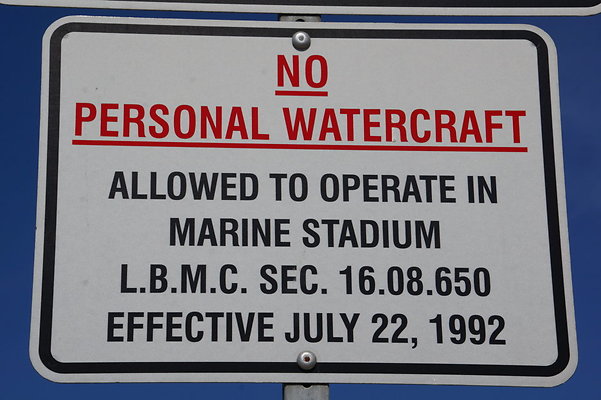 NO
PERSONAL WATERCRAFT
ALLOWED TO OPERATE IN
MARINE STADIUM
L.B.M.C. SEC. 16.08.650
EFFECTIVE JULY 22, 1992